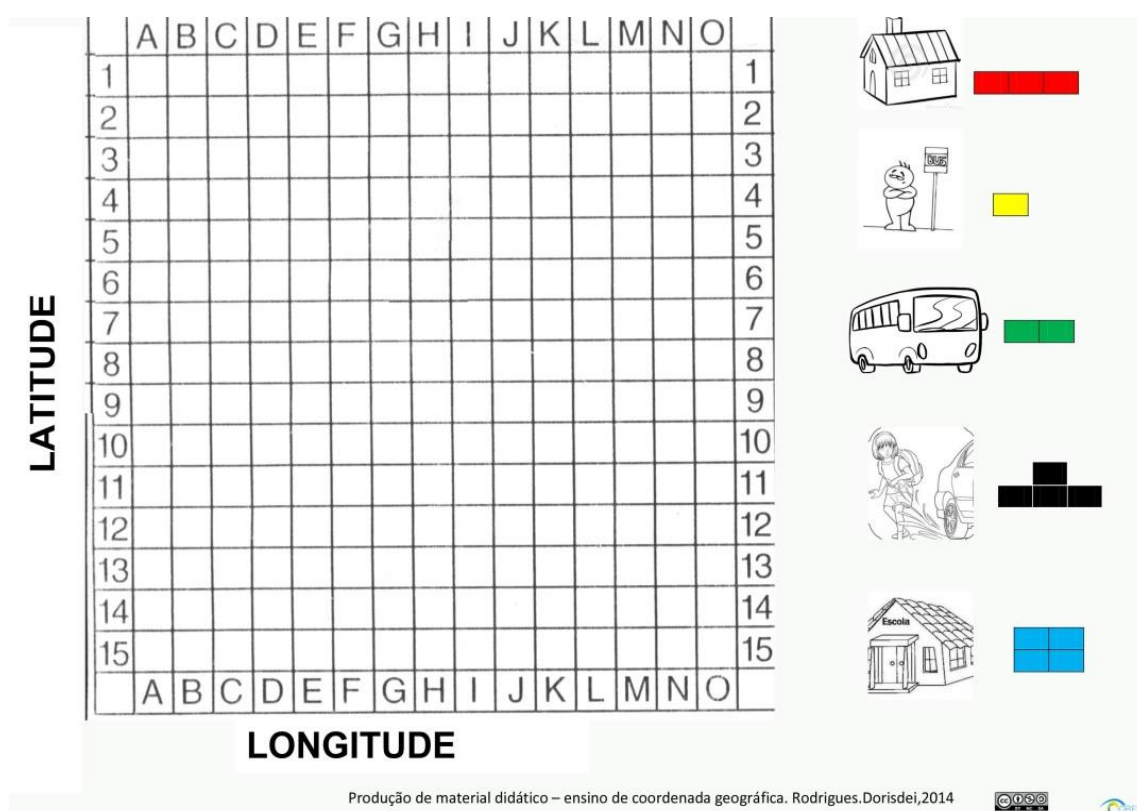 A B C D E F G H I J K L M N O
1 1
2 2
3 3
4 4
5 5
6 6
7 7
8 8
9 9
10 10
11 11
12 12
13 13
14 14
15 15
A B C D E F G H I J K L M N O
LATITUDE
LONGITUDE
BUS
Escola
Produção de material didático – ensino de coordenada geográfica. Rodrigues.Dorisdei,2014